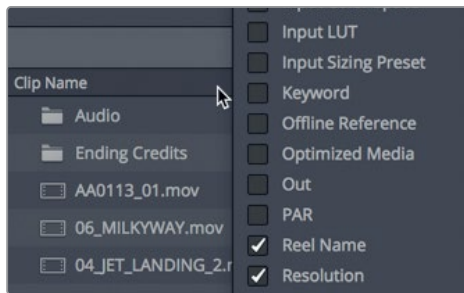 Clip Name
Audio
Ending Credits
AA0113_01.mov
06_MILKYWAY.mov
04_JET_LANDING_2.r
Input LUT
Input Sizing Preset
Keyword
Offline Reference
Optimized Media
Out
PAR
Reel Name
Resolution